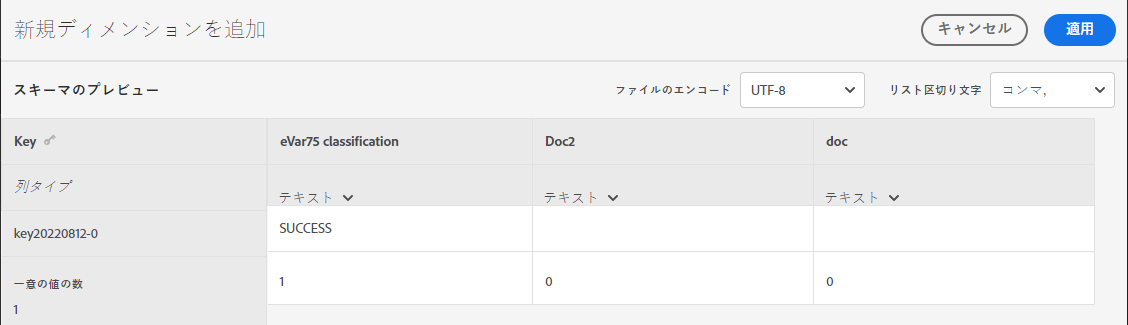 新規ディメンションを追加 キャンセル 適用
スキーマのプレビュー ファイルのエンコード UTF-8 リスト区切り文字 コンマ,
Key eVar75 classification Doc2 doc
列タイプ テキスト テキスト テキスト
key20220812-0 SUCCESS
一意の値の数 1 0 0
1